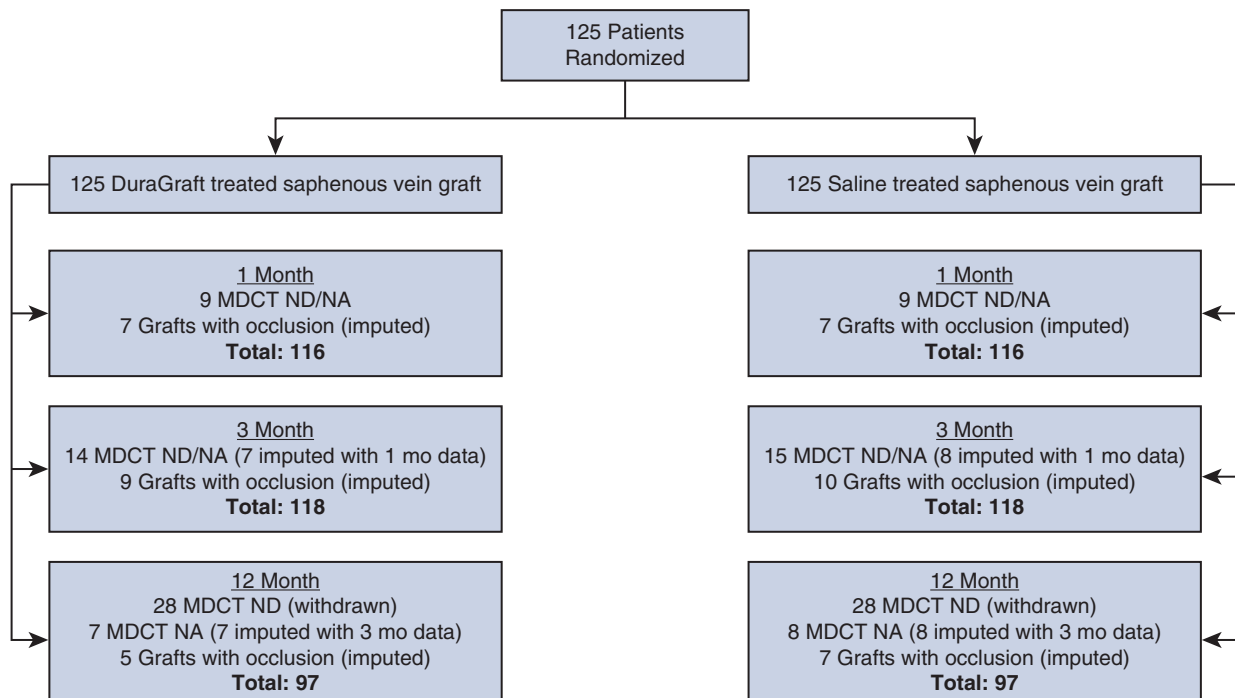 125 Patients
Randomized
125 DuraGraft treated saphenous vein graft
125 Saline treated saphenous vein graft
1 Month
9 MDCT ND/NA
7 Grafts with occlusion (imputed)
Total: 116
1 Month
9 MDCT ND/NA
7 Grafts with occlusion (imputed)
Total: 116
3 Month
14 MDCT ND/NA (7 imputed with 1 mo data)
9 Grafts with occlusion (imputed)
Total: 118
3 Month
15 MDCT ND/NA (8 imputed with 1 mo data)
10 Grafts with occlusion (imputed)
Total: 118
12 Month
28 MDCT ND (withdrawn)
7 MDCT NA (7 imputed with 3 mo data)
5 Grafts with occlusion (imputed)
Total: 97
12 Month
28 MDCT ND (withdrawn)
8 MDCT NA (8 imputed with 3 mo data)
7 Grafts with occlusion (imputed)
Total: 97